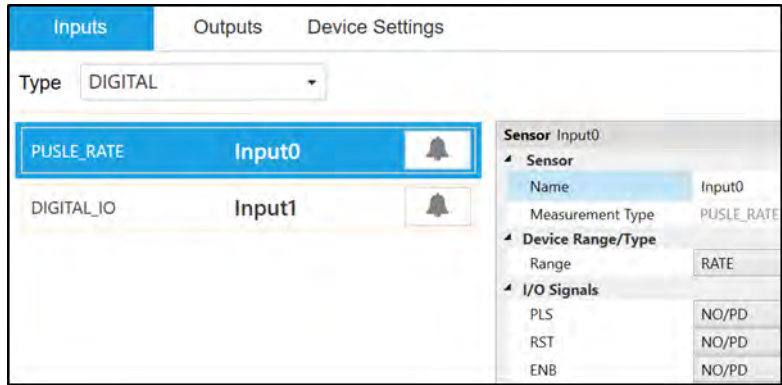 Inputs Outputs Device Settings
Type DIGITAL
PUSLE_RATE Input0
DIGITAL_IO Input1
Sensor Input0
Sensor
Name Input0
Measurement Type PUSLE_RATE
Device Range/Type
Range RATE
I/O Signals
PLS NO/PD
RST NO/PD
ENB NO/PD